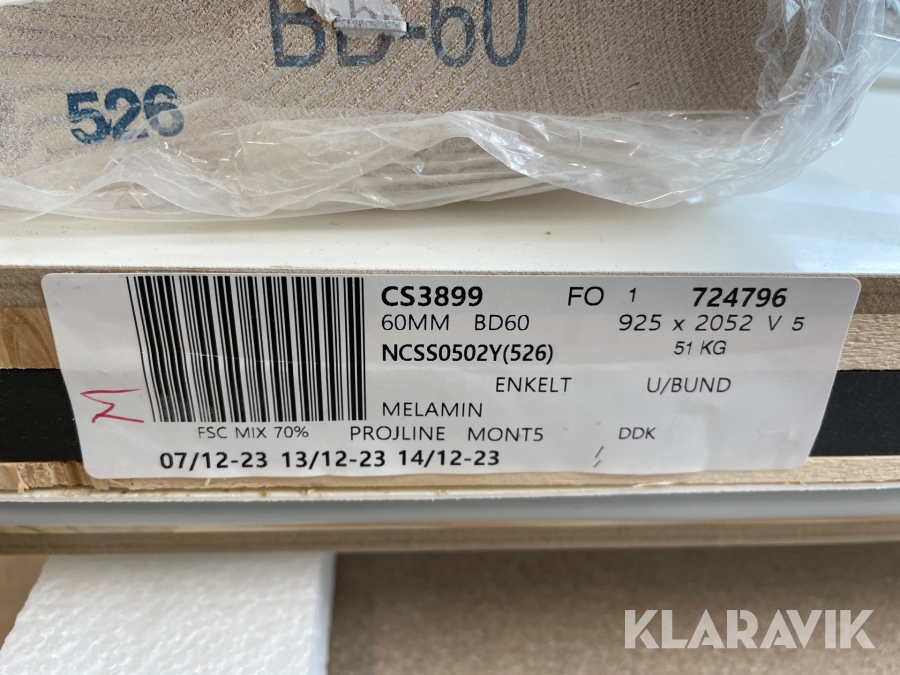 BD-60
526
CS3899 FO 1 724796
60MM BD60 925 x 2052 V 5
NCSS0502Y(526) 51 KG
ENKELT U/BUND
MELAMIN
FSC MIX 70% PROJLINE MONT5 DDK
07/12-23 13/12-23 14/12-23
KLARAVIK